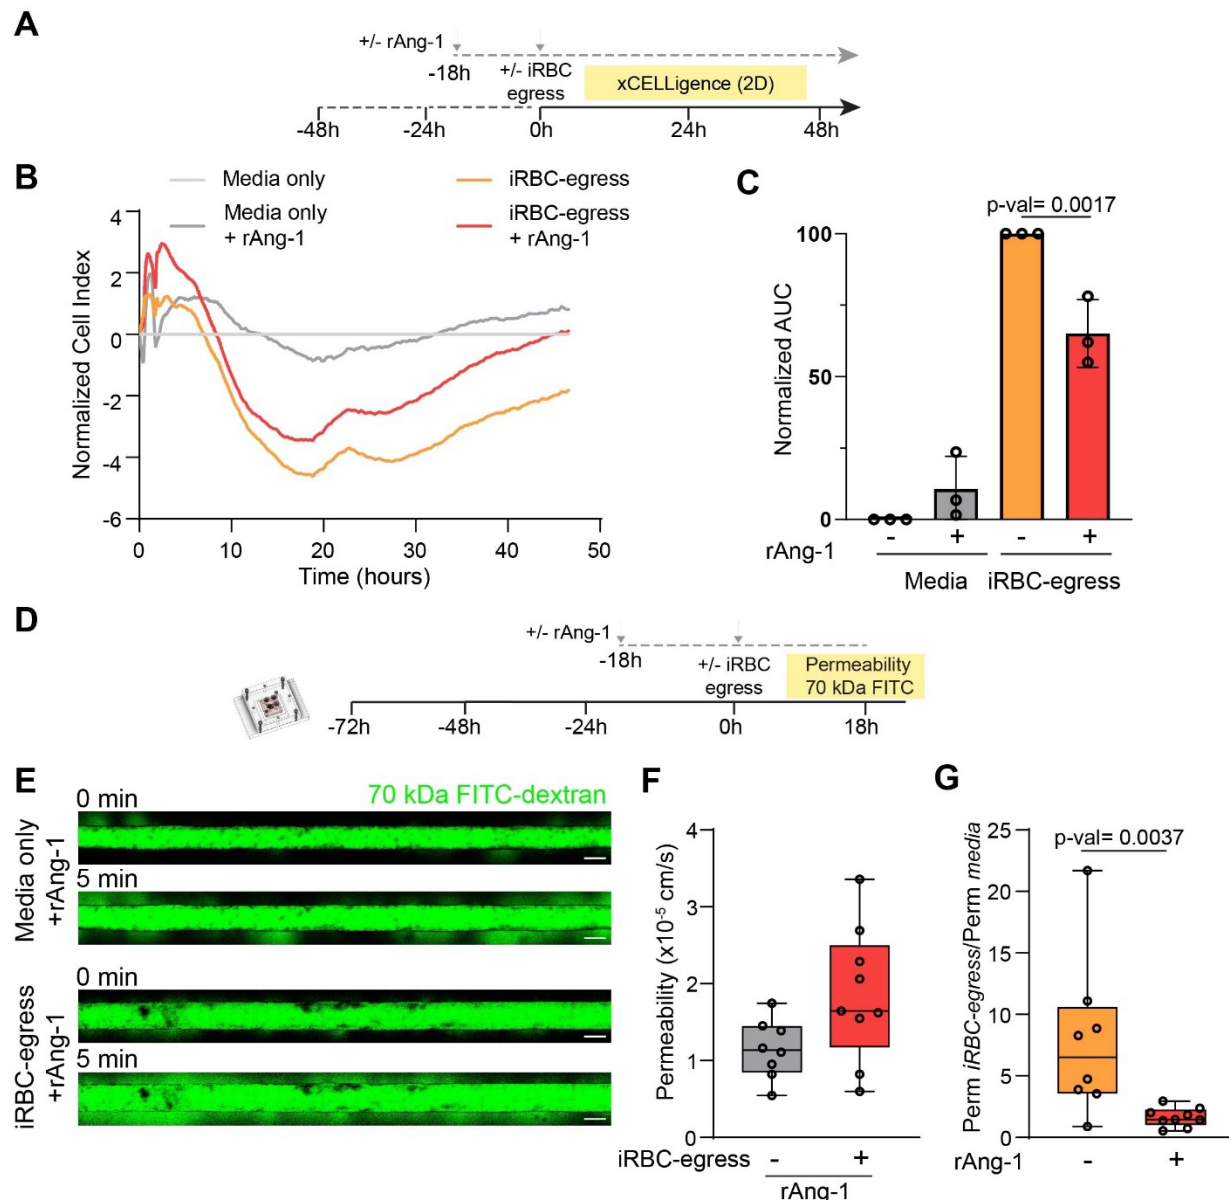 A
+/- rAng-1
-18h
+/- iRBC
egress
xCELLigence (2D)
-48h
-24h
0h
24h
48h
B
Media only
Media only
+ rAng-1
iRBC-egress
iRBC-egress
+ rAng-1
Normalized Cell Index
4
2
0
-2
-4
-6
0
10
20
30
40
50
Time (hours)
C
p-val= 0.0017
Normalized AUC
100
50
0
rAng-1
-
+
-
+
Media
iRBC-egress
D
+/- rAng-1
-18h
+/- iRBC
egress
Permeability
70 kDa FITC
-72h
-48h
-24h
0h
18h
E
0 min
70 kDa FITC-dextran
5 min
Media only
+rAng-1
0 min
5 min
iRBC-egress
+rAng-1
F
Permeability (x10⁻⁵ cm/s)
4
3
2
1
0
iRBC-egress
-
+
rAng-1
G
p-val= 0.0037
Perm iRBC-egress/Perm media
25
20
15
10
5
0
rAng-1
-
+